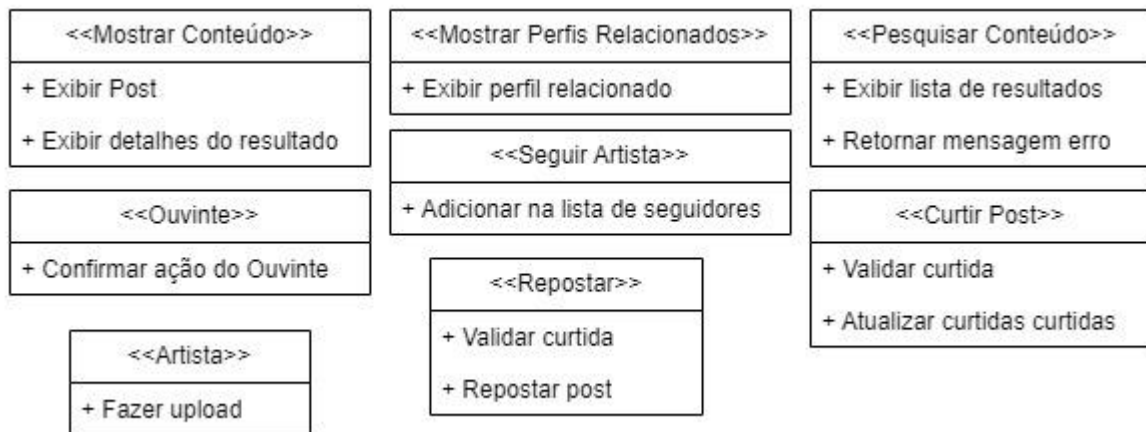 <<Mostrar Conteúdo>>
+ Exibir Post
+ Exibir detalhes do resultado
<<Mostrar Perfis Relacionados>>
+ Exibir perfil relacionado
<<Pesquisar Conteúdo>>
+ Exibir lista de resultados
+ Retornar mensagem erro
<<Ouvinte>>
+ Confirmar ação do Ouvinte
<<Seguir Artista>>
+ Adicionar na lista de seguidores
<<Curtir Post>>
+ Validar curtida
+ Atualizar curtidas curtidas
<<Artista>>
+ Fazer upload
<<Repostar>>
+ Validar curtida
+ Repostar post